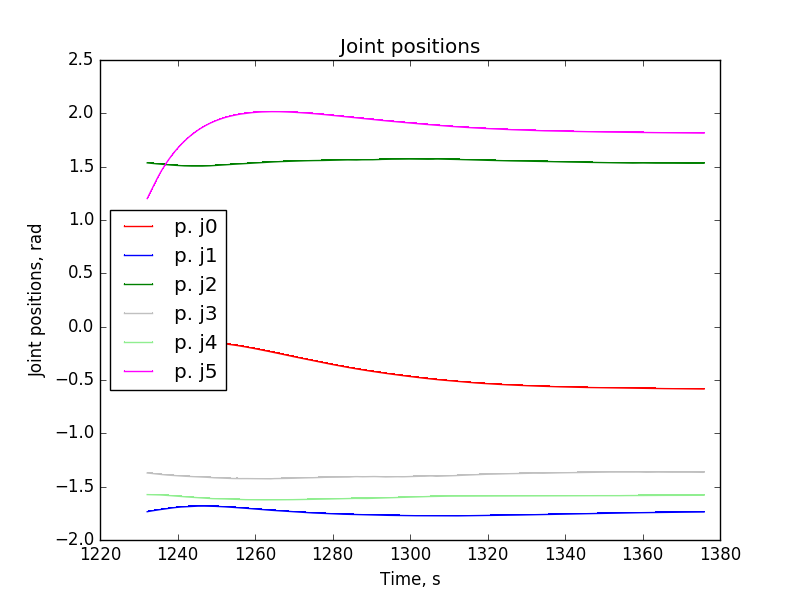 Joint positions
2.5
2.0
1.5
1.0
0.5
0.0
−0.5
−1.0
−1.5
−2.0
Joint positions, rad
p. j0
p. j1
p. j2
p. j3
p. j4
p. j5
1220 1240 1260 1280 1300 1320 1340 1360 1380
Time, s